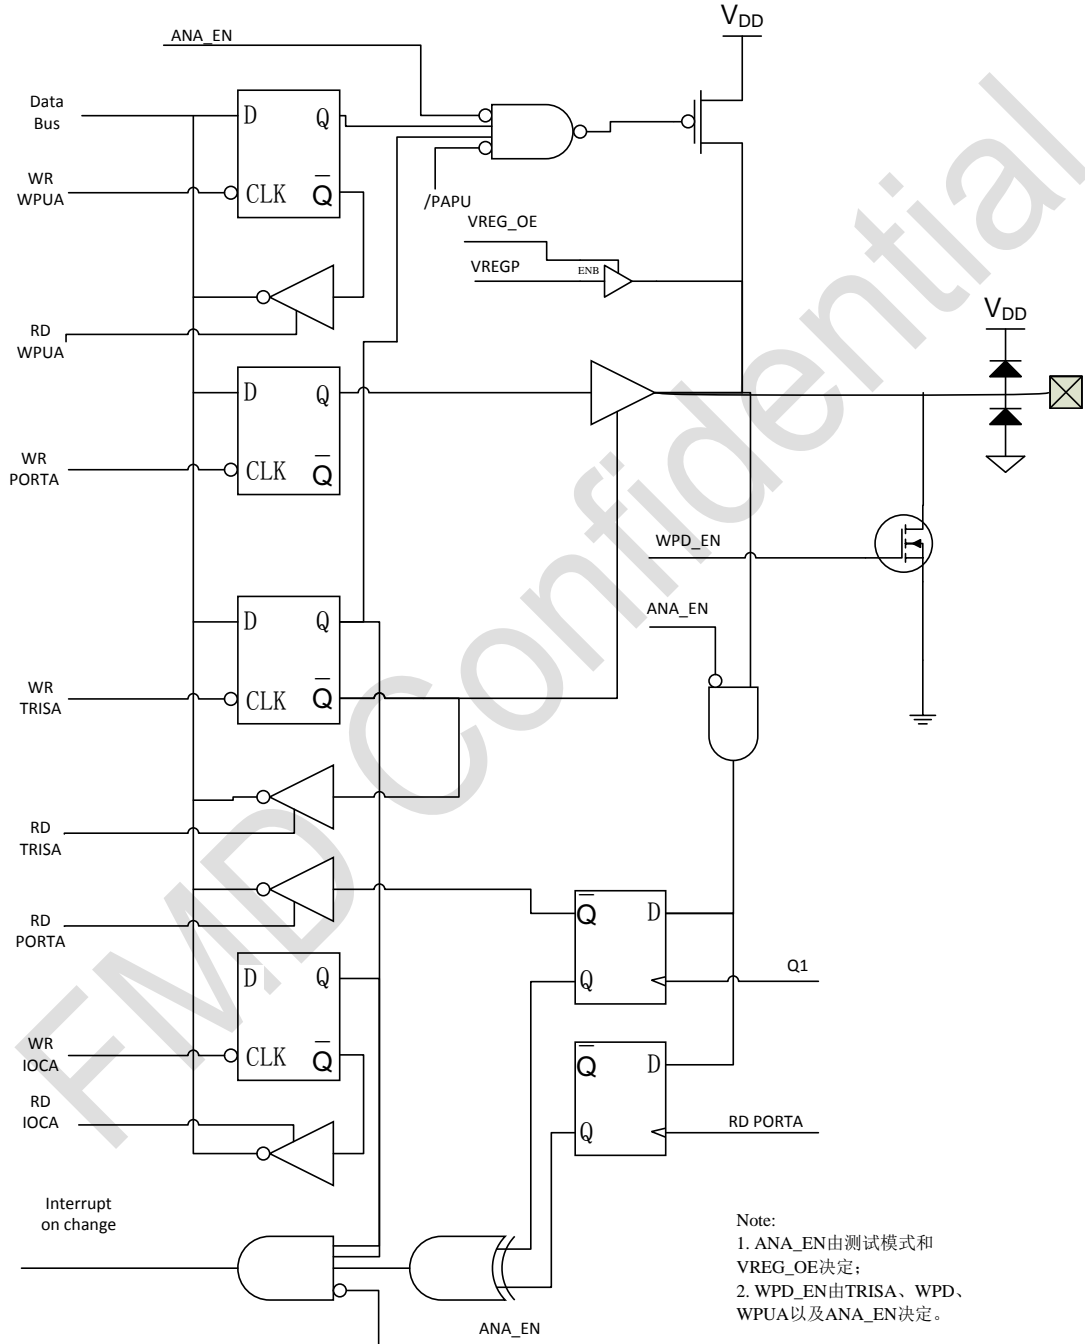 ANA_EN
VDD
Data
Bus
D
Q
WR
WPUA
CLK
Q
/PAPU
VREG_OE
VREGP
ENB
RD
WPUA
VDD
D
Q
WR
PORTA
CLK
Q
WPD_EN
ANA_EN
D
Q
WR
TRISA
CLK
Q
RD
TRISA
RD
PORTA
Q
D
Q
Q1
D
Q
WR
IOCA
CLK
Q
RD
IOCA
Q
D
Q
RD PORTA
Interrupt
on change
ANA_EN
Note:
1. ANA_EN由测试模式和
VREG_OE决定；
2. WPD_EN由TRISA、WPD、
WPUA以及ANA_EN决定。
FMD Confidential